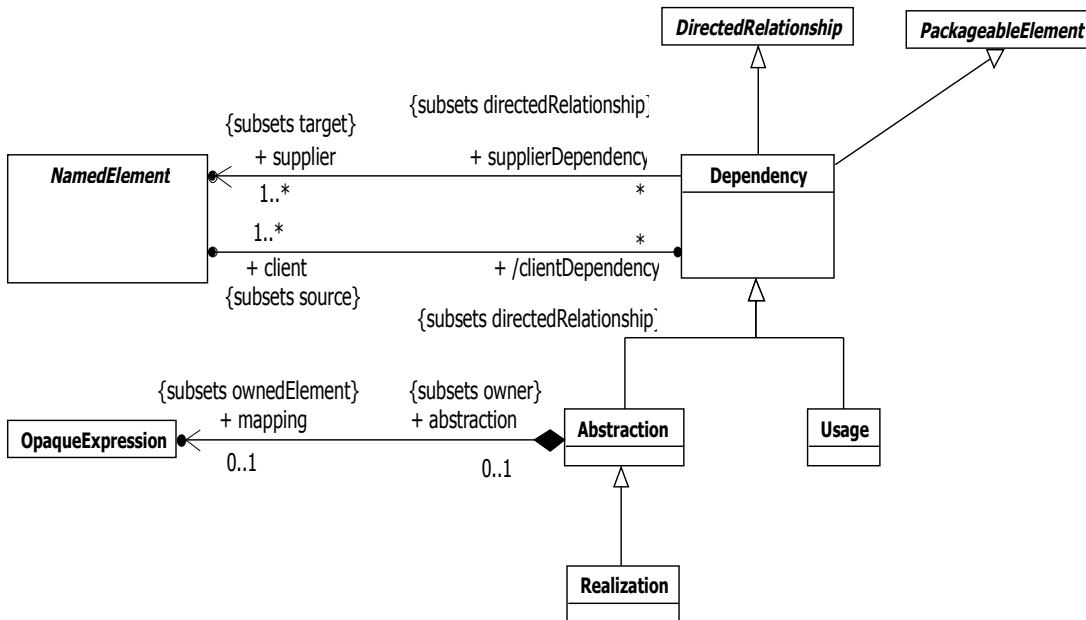 DirectedRelationship
PackageableElement
{subsets directedRelationship}
{subsets target}
+ supplier
+ supplierDependency
NamedElement
Dependency
1..*
*
1..*
*
+ client
+ /clientDependency
{subsets source}
{subsets directedRelationship}
{subsets ownedElement}
{subsets owner}
+ mapping
+ abstraction
OpaqueExpression
Abstraction
Usage
0..1
0..1
Realization